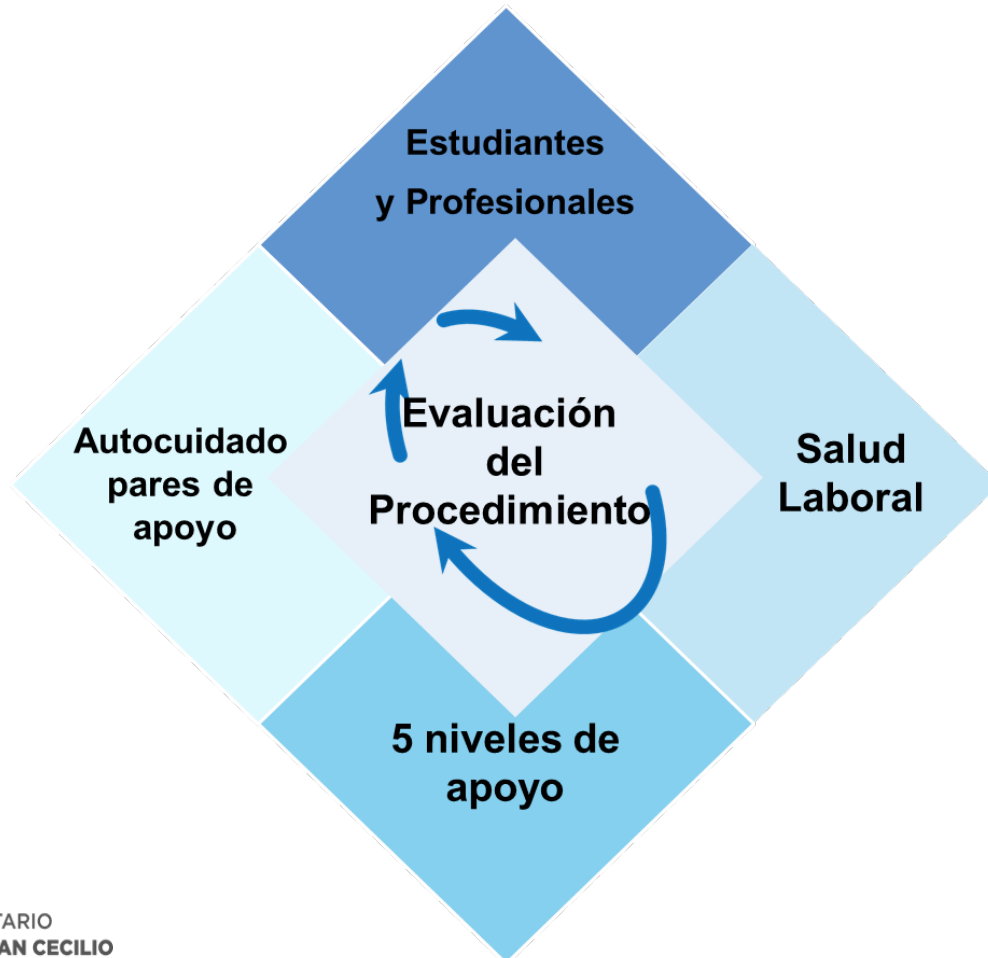 Estudiantes
y Profesionales
Evaluación
del
Procedimiento
Autocuidado
pares de
apoyo
Salud
Laboral
5 niveles de
apoyo
TARIO
AN CECILIO